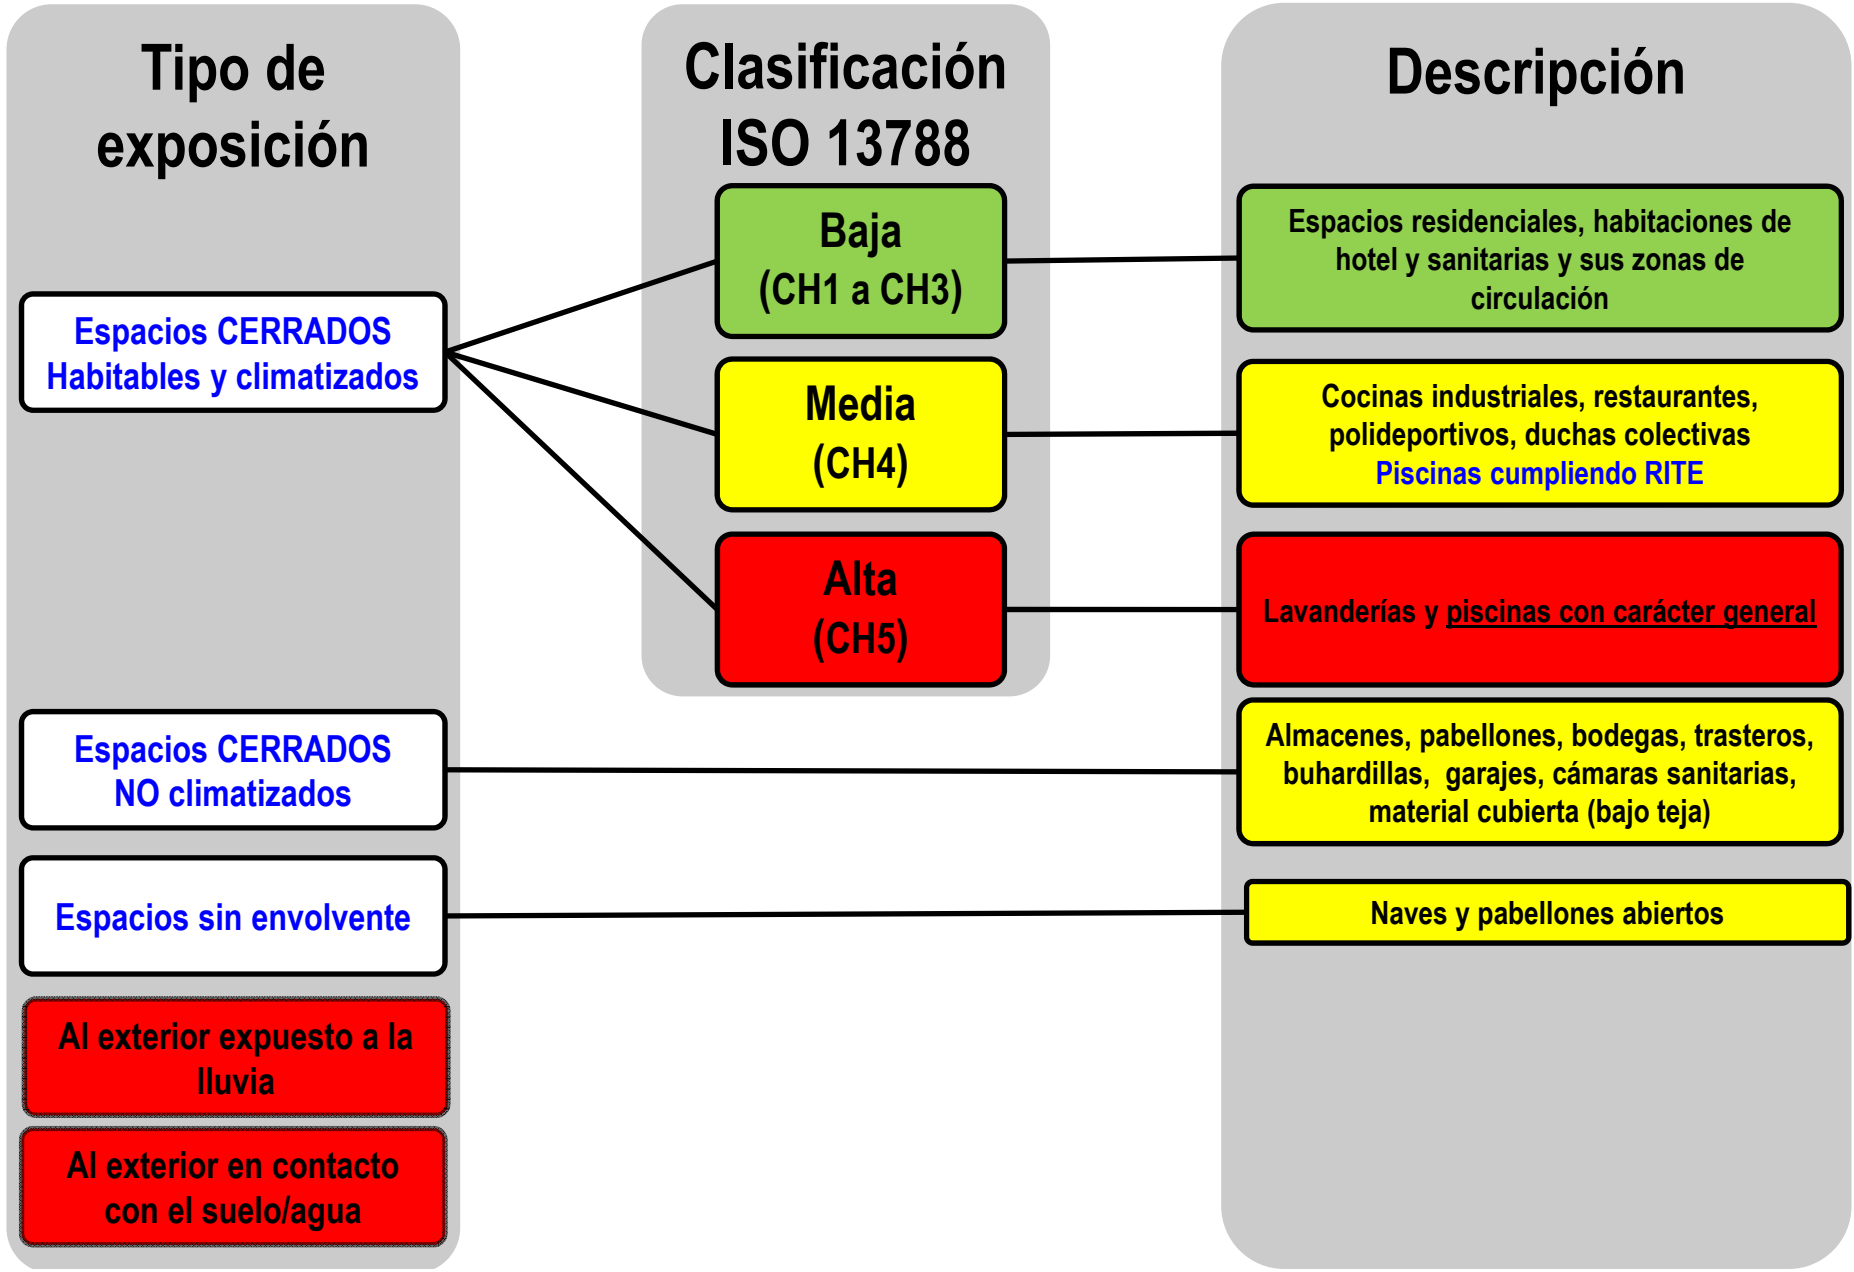 Tipo de
exposición
Clasificación
ISO 13788
Descripción
Espacios CERRADOS
Habitables y climatizados
Baja
(CH1 a CH3)
Espacios residenciales, habitaciones de
hotel y sanitarias y sus zonas de
circulación
Media
(CH4)
Cocinas industriales, restaurantes,
polideportivos, duchas colectivas
Piscinas cumpliendo RITE
Alta
(CH5)
Lavanderías y piscinas con carácter general
Espacios CERRADOS
NO climatizados
Almacenes, pabellones, bodegas, trasteros,
buhardillas, garajes, cámaras sanitarias,
material cubierta (bajo teja)
Espacios sin envolvente
Naves y pabellones abiertos
Al exterior expuesto a la
lluvia
Al exterior en contacto
con el suelo/agua